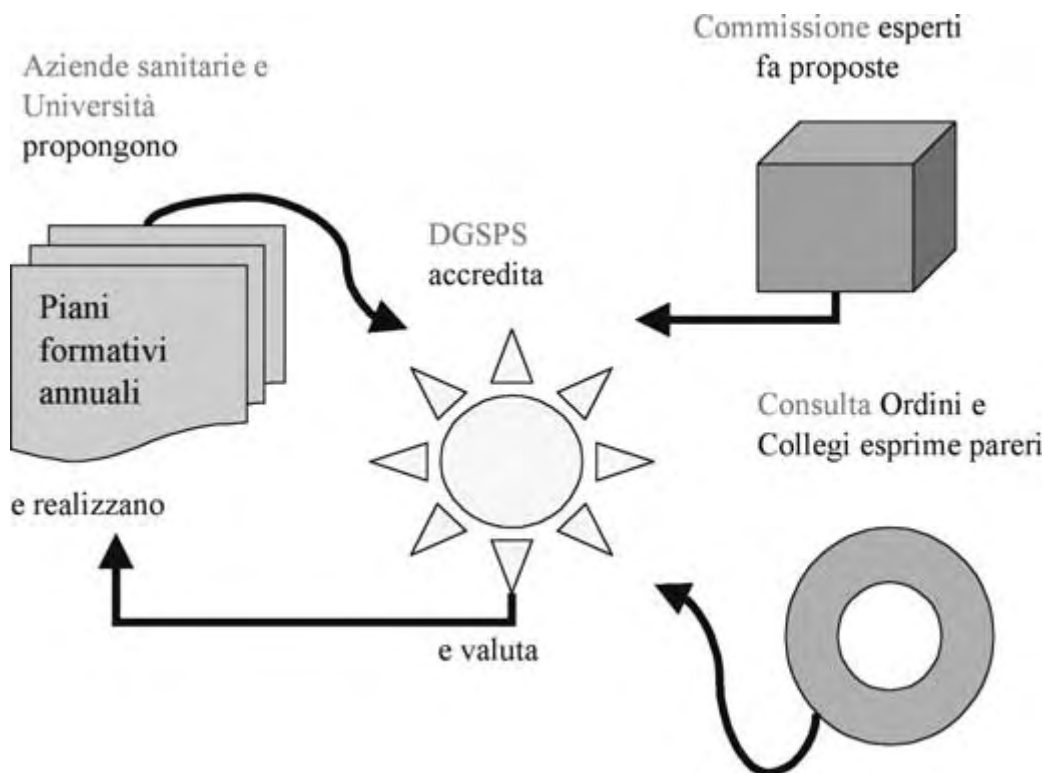 Aziende sanitarie e
Università
propongono
Piani
formativi
annuali
e realizzano
DGSPS
accredita
e valuta
Commissione esperti
fa proposte
Consulta Ordini e
Collegi esprime pareri